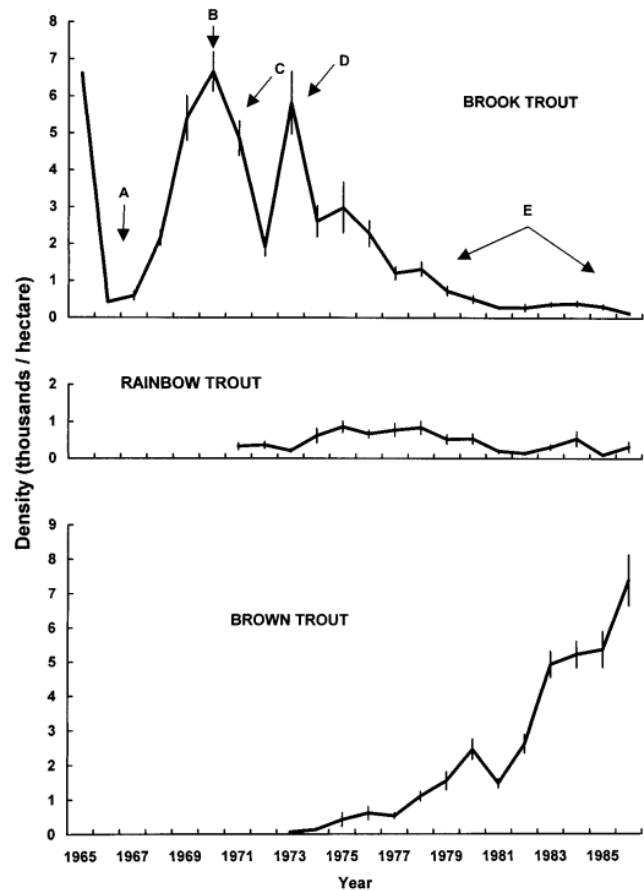 8
B
7
C
D
BROOK TROUT
6
5
4
A
E
3
2
1
0
Density (thousands / hectare)
RAINBOW TROUT
2
1
0
9
8
7
BROWN TROUT
6
5
4
3
2
1
0
1965 1967 1969 1971 1973 1975 1977 1979 1981 1983 1985
Year